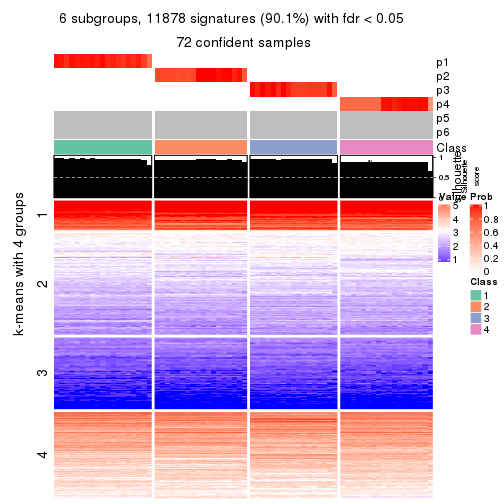 6 subgroups, 11878 signatures (90.1%) with fdr < 0.05
72 confident samples
p1
p2
p3
p4
p5
p6
Class
1
0.5
0
Silhouette
score
silhouette
k-means with 4 groups
1
2
3
4
Value
5
4
3
2
1
Prob
1
0.8
0.6
0.4
0.2
0
Class
1
2
3
4